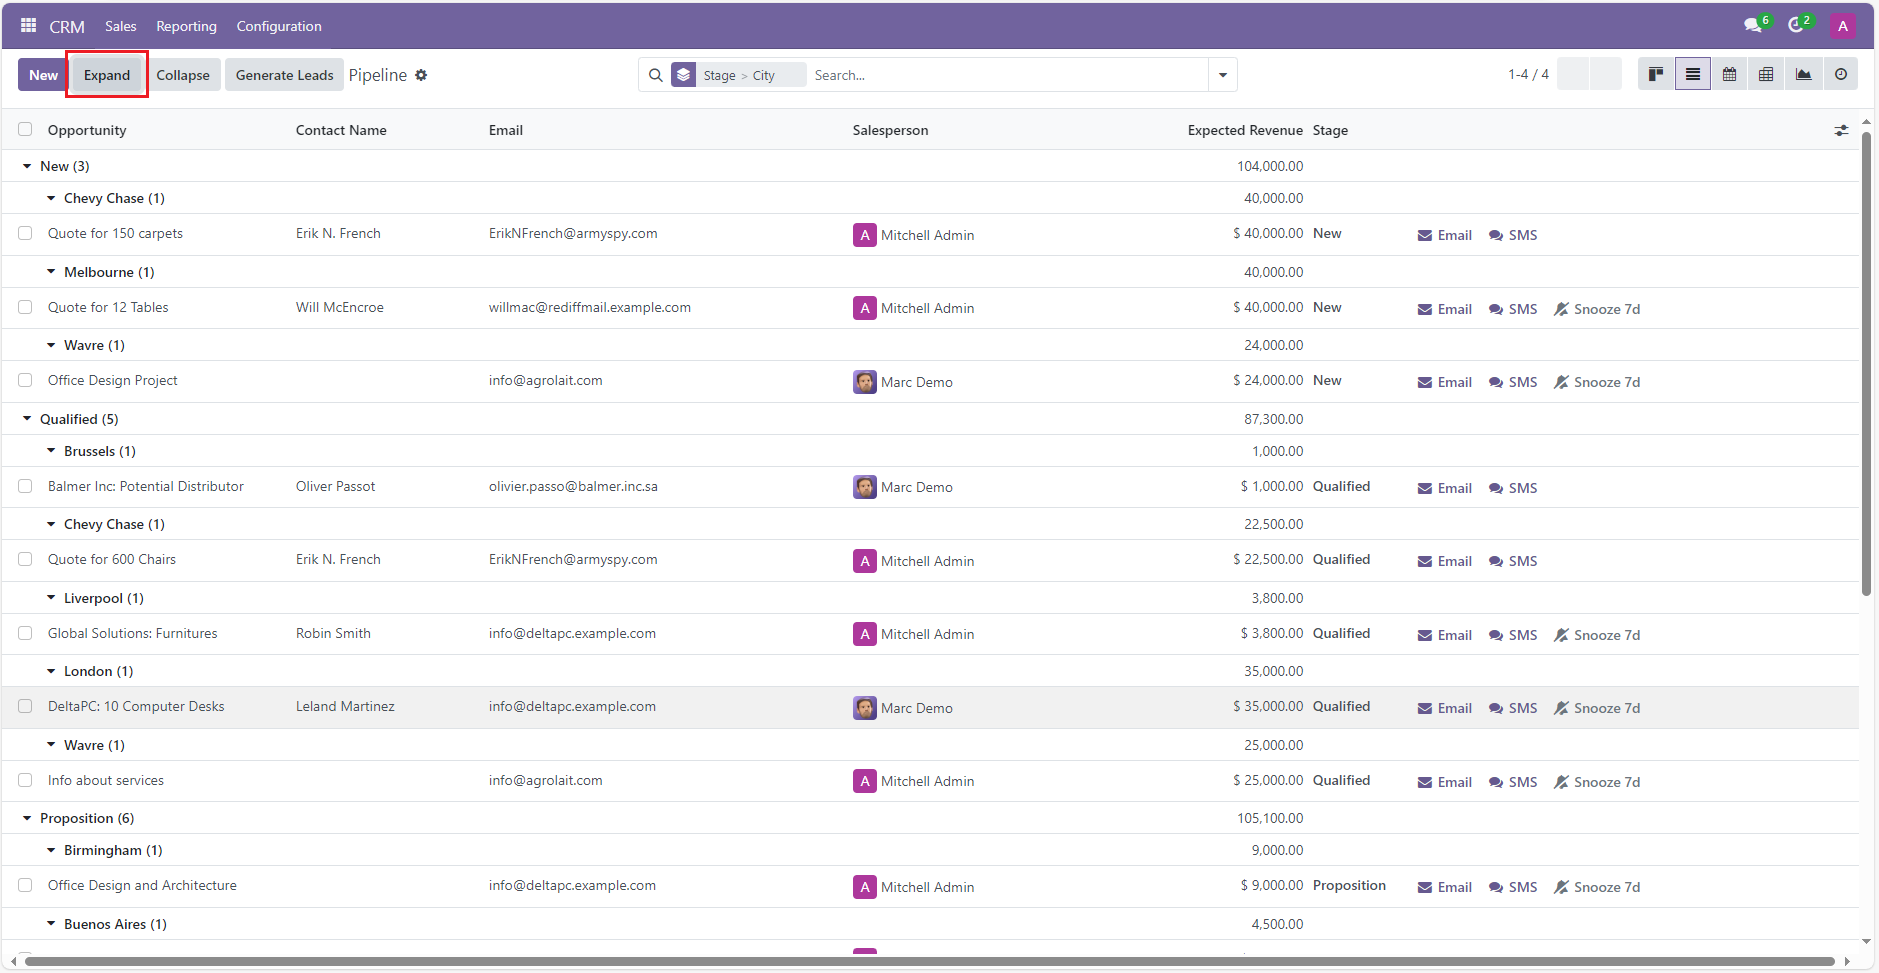 CRM Sales Reporting Configuration 6 2 A
New Expand Collapse Generate Leads Pipeline Stage > City Search... 1-4 / 4
Opportunity Contact Name Email Salesperson Expected Revenue Stage
New (3) 104,000.00
Chevy Chase (1) 40,000.00
Quote for 150 carpets Erik N. French ErikNFrench@armyspy.com A Mitchell Admin $ 40,000.00 New Email SMS
Melbourne (1) 40,000.00
Quote for 12 Tables Will McEncroe willmac@rediffmail.example.com A Mitchell Admin $ 40,000.00 New Email SMS Snooze 7d
Wavre (1) 24,000.00
Office Design Project info@agrolait.com Marc Demo $ 24,000.00 New Email SMS Snooze 7d
Qualified (5) 87,300.00
Brussels (1) 1,000.00
Balmer Inc: Potential Distributor Oliver Passot olivier.passo@balmer.inc.sa Marc Demo $ 1,000.00 Qualified Email SMS
Chevy Chase (1) 22,500.00
Quote for 600 Chairs Erik N. French ErikNFrench@armyspy.com A Mitchell Admin $ 22,500.00 Qualified Email SMS
Liverpool (1) 3,800.00
Global Solutions: Furnitures Robin Smith info@deltapc.example.com A Mitchell Admin $ 3,800.00 Qualified Email SMS Snooze 7d
London (1) 35,000.00
DeltaPC: 10 Computer Desks Leland Martinez info@deltapc.example.com Marc Demo $ 35,000.00 Qualified Email SMS Snooze 7d
Wavre (1) 25,000.00
Info about services info@agrolait.com A Mitchell Admin $ 25,000.00 Qualified Email SMS Snooze 7d
Proposition (6) 105,100.00
Birmingham (1) 9,000.00
Office Design and Architecture info@deltapc.example.com A Mitchell Admin $ 9,000.00 Proposition Email SMS Snooze 7d
Buenos Aires (1) 4,500.00